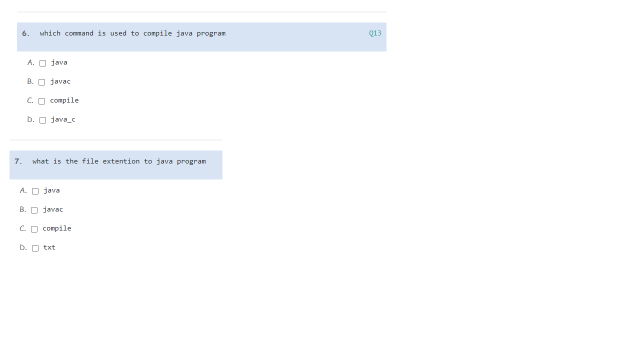 6. which command is used to compile java program Q13
A. java
B. javac
C. compile
D. java_c
7. what is the file extention to java program
A. java
B. javac
C. compile
D. txt